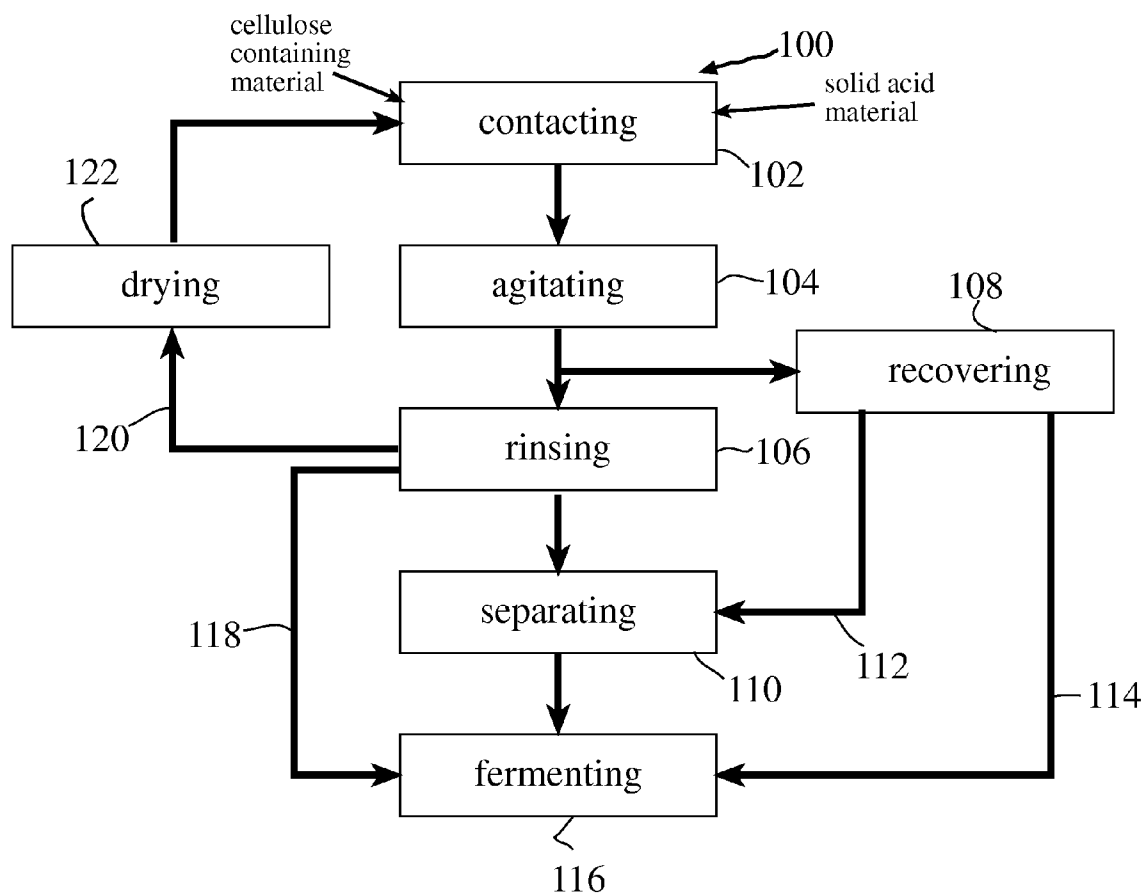 cellulose
containing
material
100
solid acid
material
contacting
102
122
drying
agitating
104
108
recovering
120
rinsing
106
separating
118
112
110
114
fermenting
116